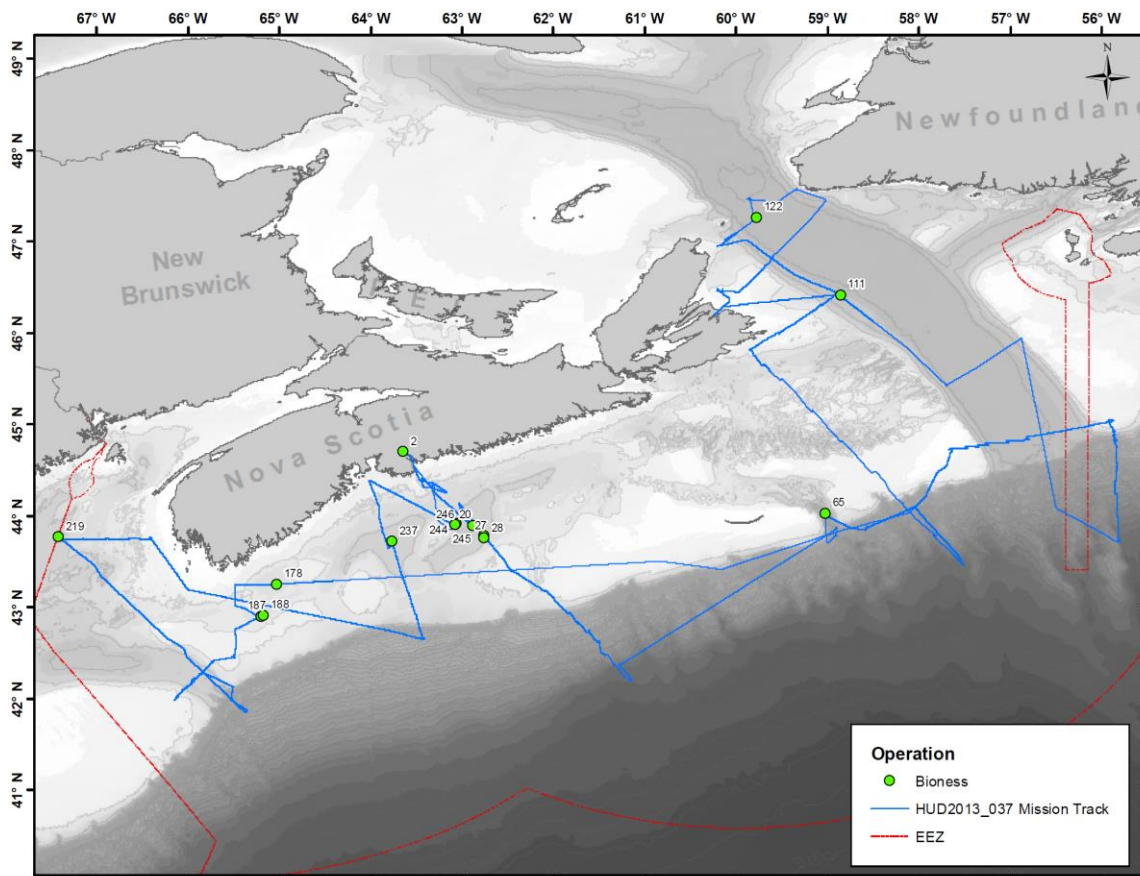 67° W 66° W 65° W 64° W 63° W 62° W 61° W 60° W 59° W 58° W 57° W 56° W
49° N
N
Newfoundland
48° N
122
47° N
New
Brunswick
111
P E I
46° N
45° N
2
Nova Scotia
65
44° N
246 20
219
27
244
28
237
245
178
43° N
187 188
42° N
Operation
Bioness
41° N
HUD2013_037 Mission Track
EEZ